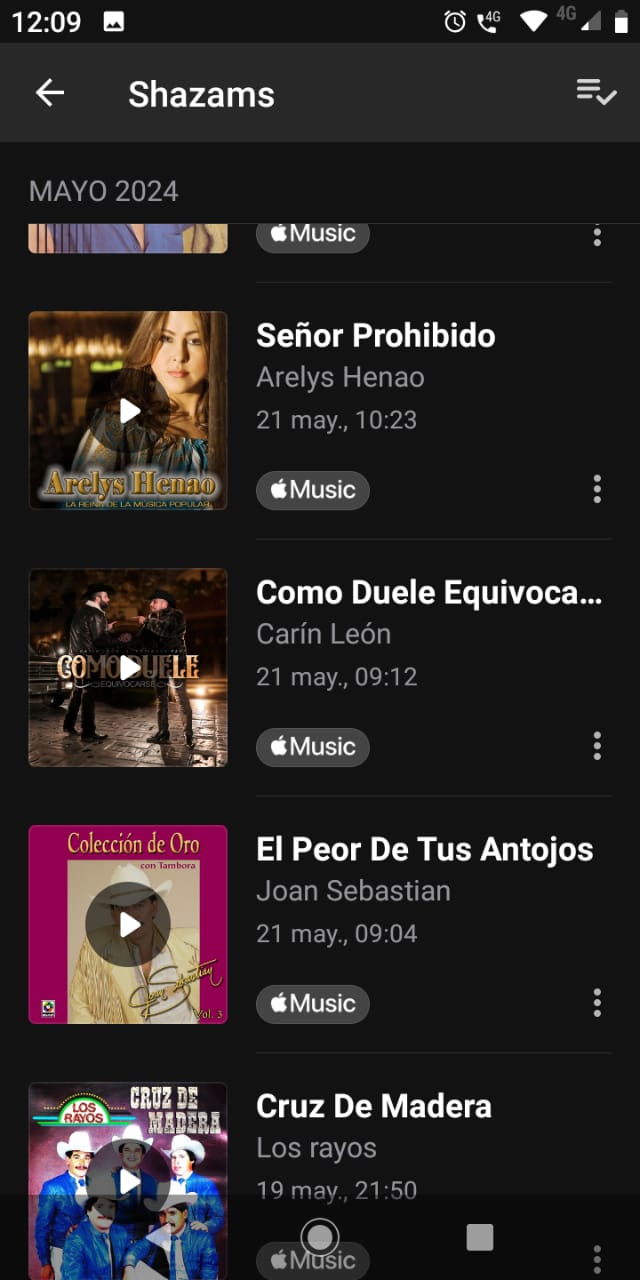 12:09
4G
4G
Shazams
MAYO 2024
Music
Señor Prohibido
Arelys Henao
21 may., 10:23
Arelys Henao
LA REINA DE LA MÚSICA POPULAR
Music
Como Duele Equivoca...
Carín León
21 may., 09:12
COMO DUELE
EQUIVOCARSE
Music
Colección de Oro
con Tambora
El Peor De Tus Antojos
Joan Sebastian
21 may., 09:04
Joan Sebastian
Vol. 3
Music
LOS RAYOS
CRUZ DE MADERA
Cruz De Madera
Los rayos
19 may., 21:50
Music